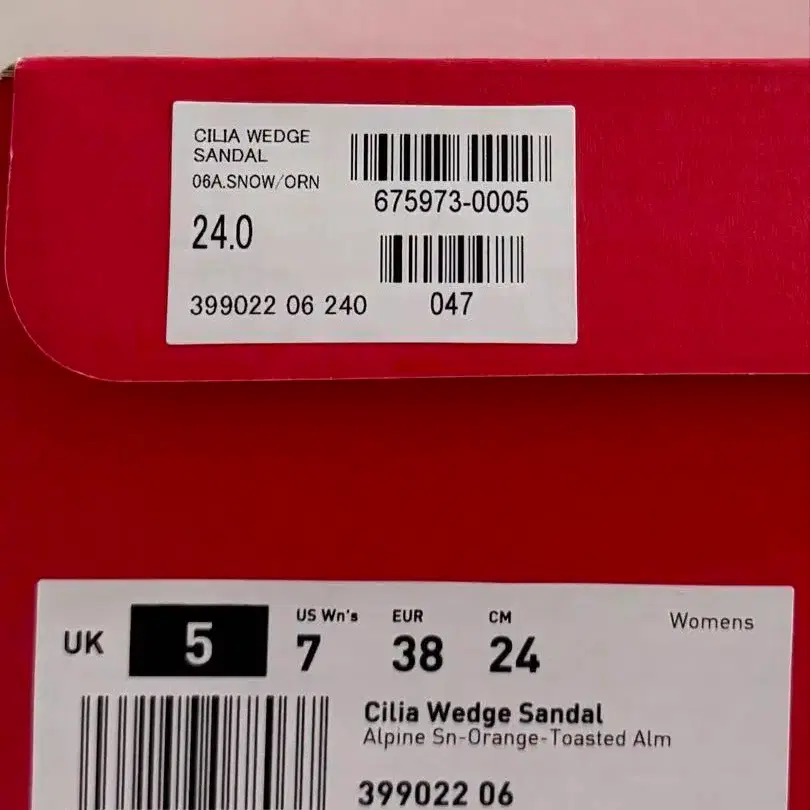 CILIA WEDGE
SANDAL
06A.SNOW/ORN
24.0
399022 06 240
675973-0005
047
UK 5
US Wn's 7
EUR 38
CM 24
Womens
Cilia Wedge Sandal
Alpine Sn-Orange-Toasted Alm
399022 06